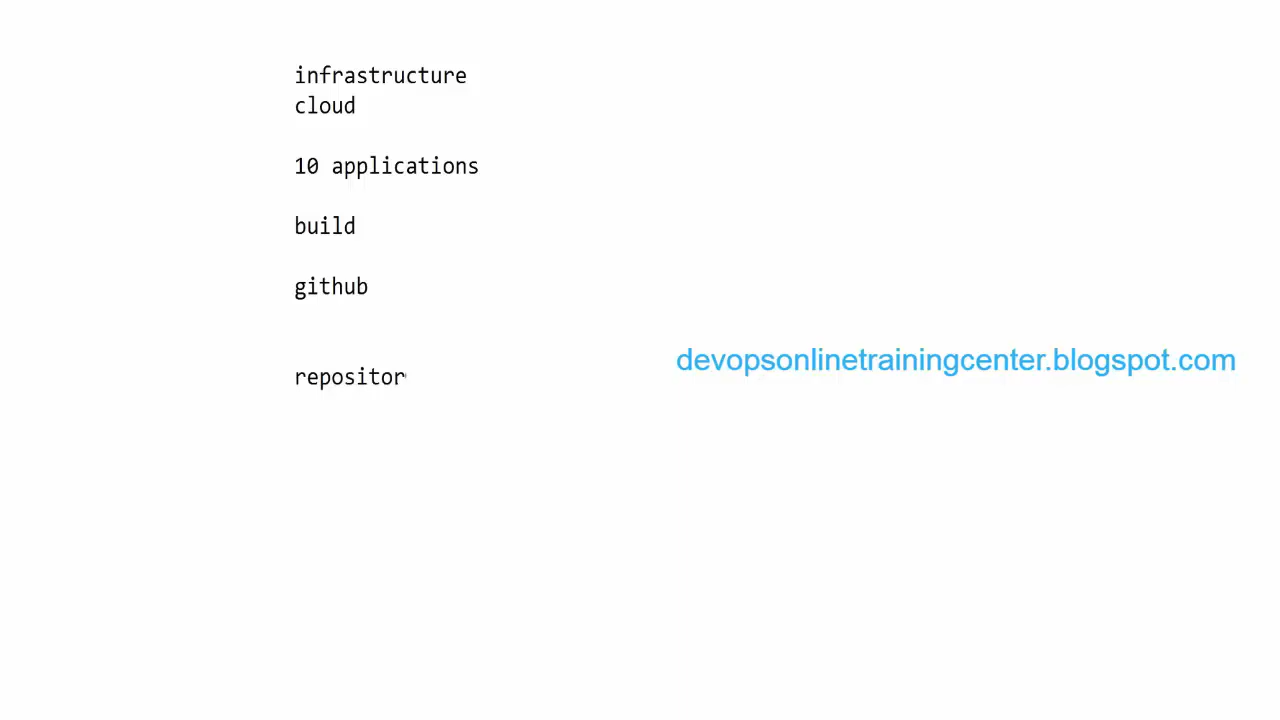 infrastructure
cloud
10 applications
build
github
devopsonlinetrainingcenter.blogspot.com
repositor